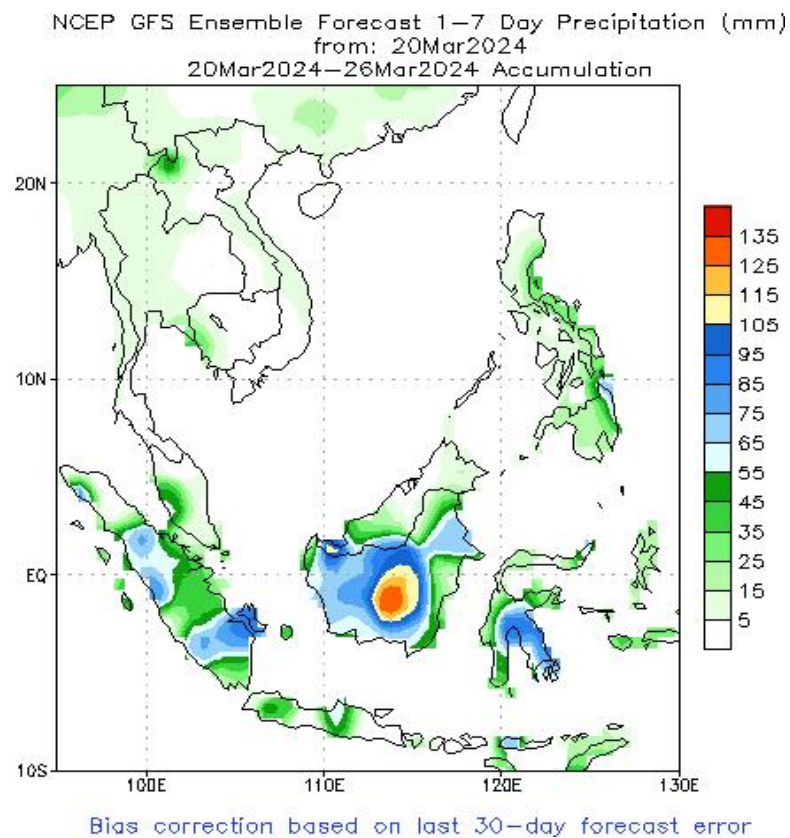 NCEP GFS Ensemble Forecast 1–7 Day Precipitation (mm)
from: 20Mar2024
20Mar2024–26Mar2024 Accumulation
20N
10N
EQ
10S
100E
110E
120E
130E
135
125
115
105
95
85
75
65
55
45
35
25
15
5
Bias correction based on last 30–day forecast error